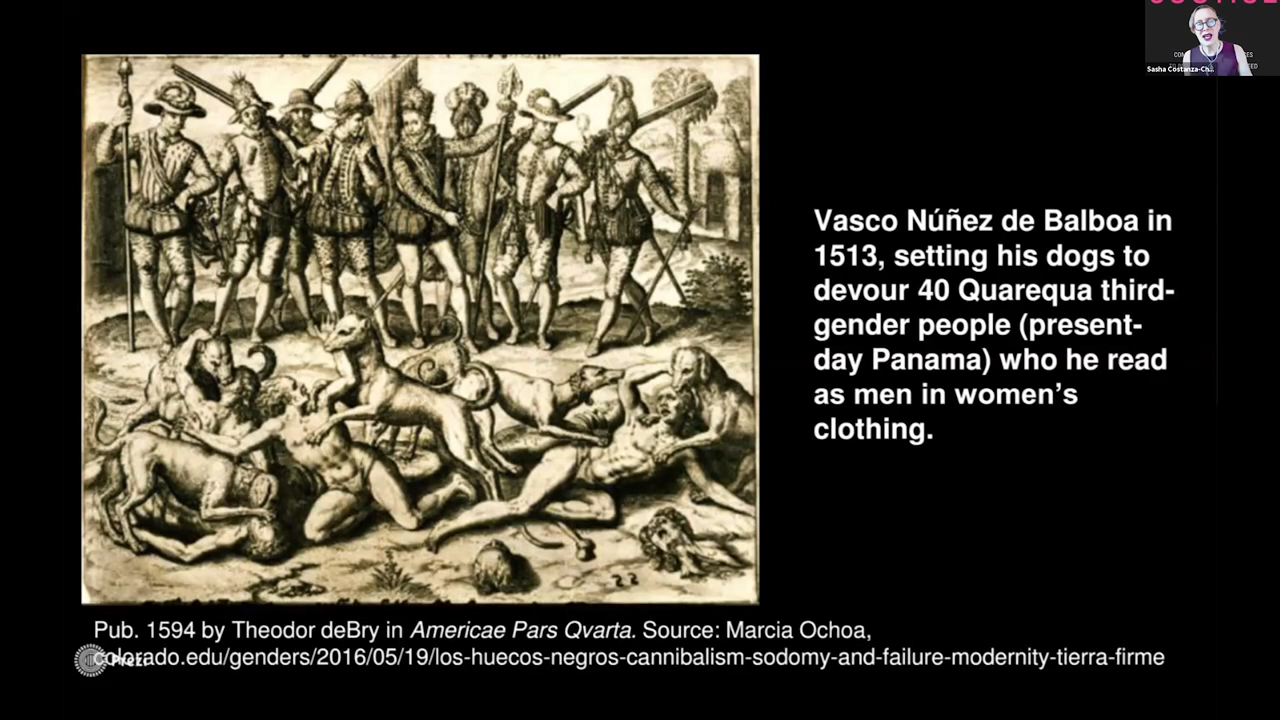 Sasha Costanza-Ch...
Vasco Núñez de Balboa in
1513, setting his dogs to
devour 40 Quarequa third-
gender people (present-
day Panama) who he read
as men in women's
clothing.
Pub. 1594 by Theodor deBry in Americae Pars Qvarta. Source: Marcia Ochoa,
colorado.edu/genders/2016/05/19/los-huecos-negros-cannibalism-sodomy-and-failure-modernity-tierra-firme
Prezi